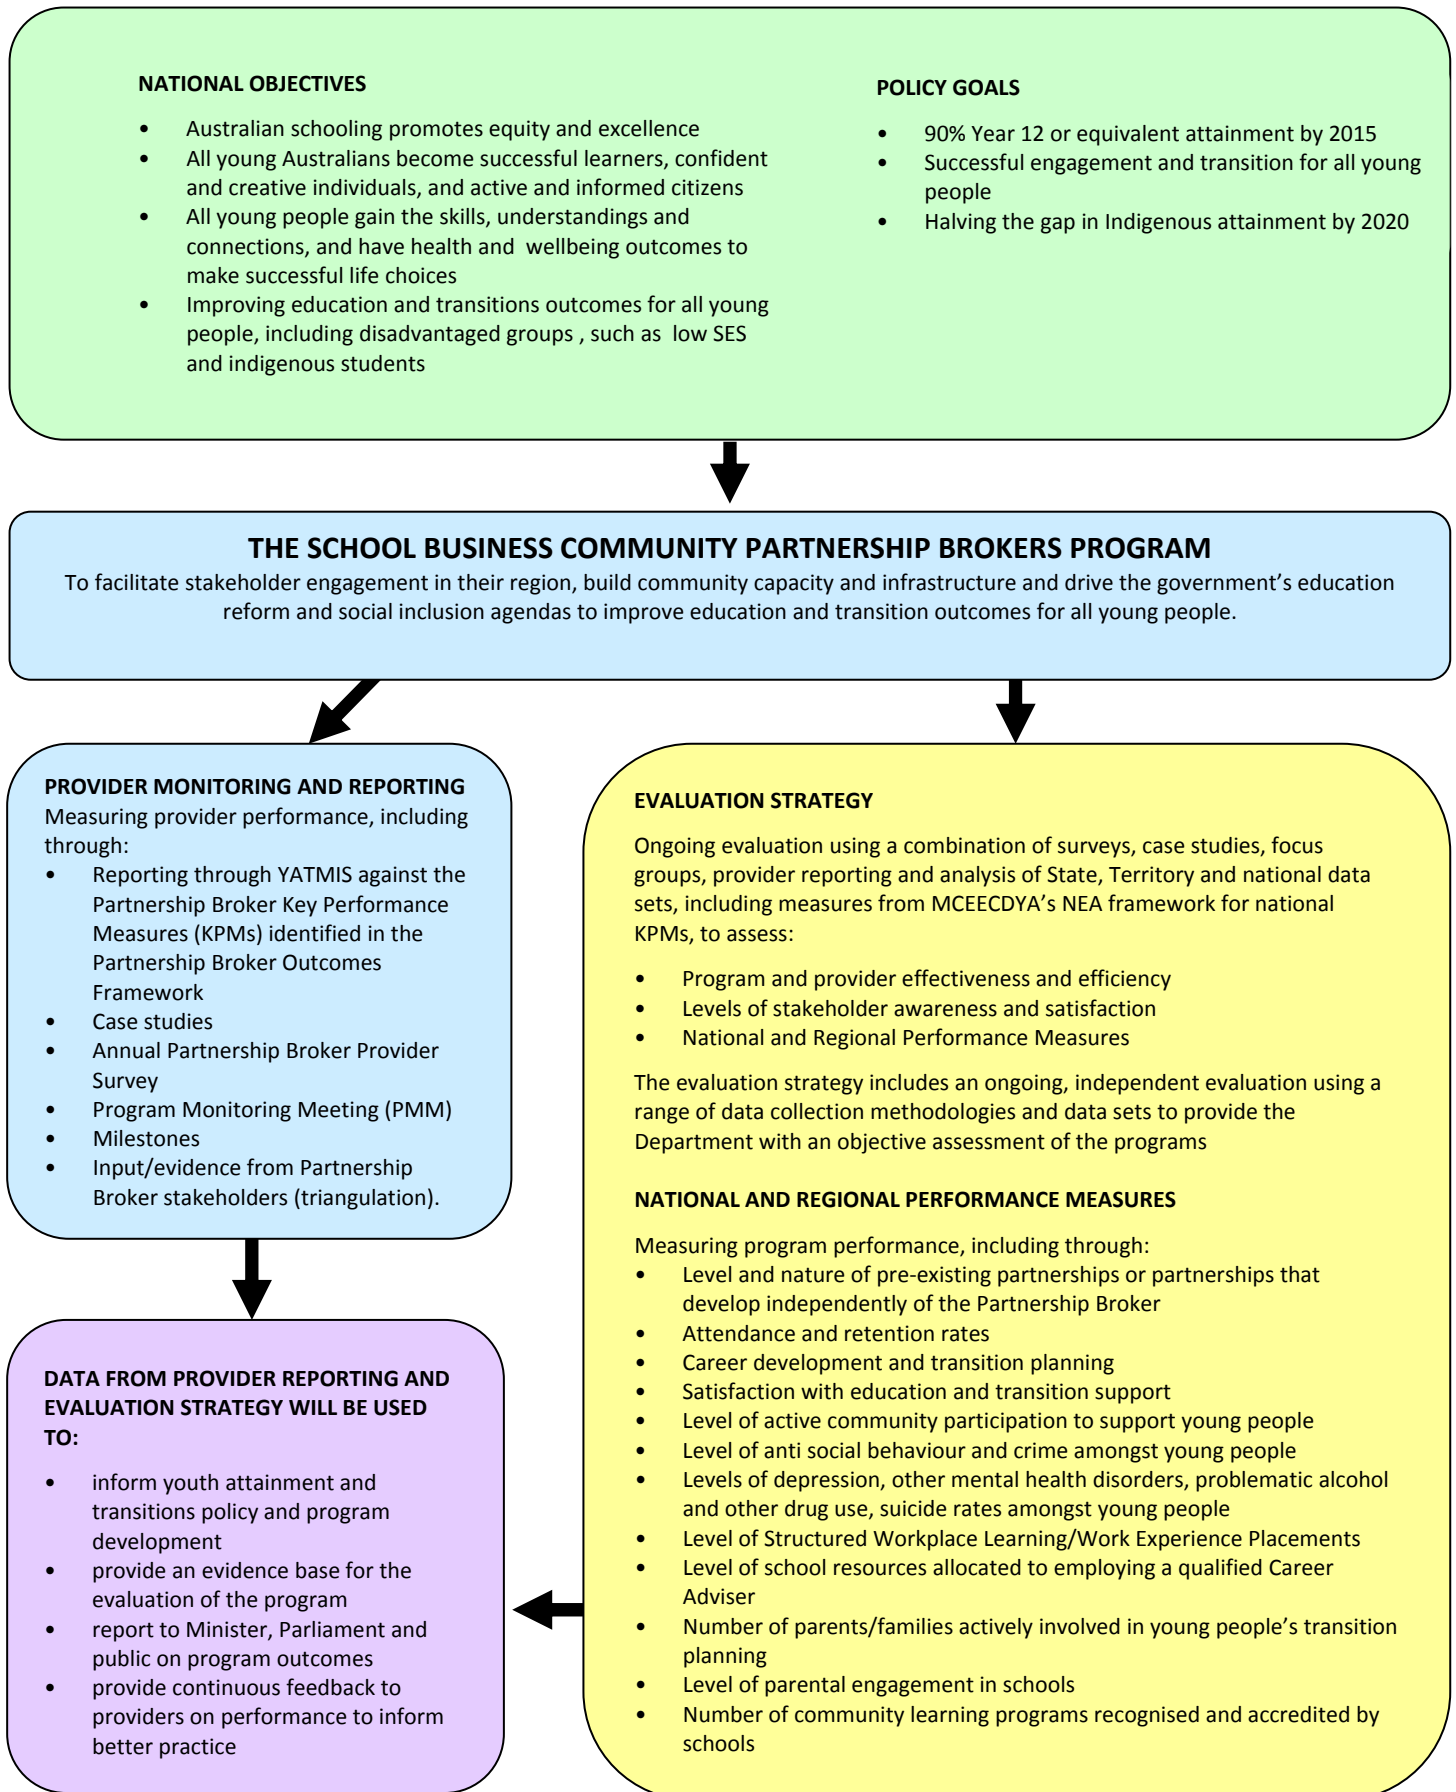 NATIONAL OBJECTIVES
• Australian schooling promotes equity and excellence
• All young Australians become successful learners, confident
and creative individuals, and active and informed citizens
• All young people gain the skills, understandings and
connections, and have health and wellbeing outcomes to
make successful life choices
• Improving education and transitions outcomes for all young
people, including disadvantaged groups , such as low SES
and indigenous students
POLICY GOALS
• 90% Year 12 or equivalent attainment by 2015
• Successful engagement and transition for all young
people
• Halving the gap in Indigenous attainment by 2020
THE SCHOOL BUSINESS COMMUNITY PARTNERSHIP BROKERS PROGRAM
To facilitate stakeholder engagement in their region, build community capacity and infrastructure and drive the government’s education
reform and social inclusion agendas to improve education and transition outcomes for all young people.
PROVIDER MONITORING AND REPORTING
Measuring provider performance, including
through:
• Reporting through YATMIS against the
Partnership Broker Key Performance
Measures (KPMs) identified in the
Partnership Broker Outcomes
Framework
• Case studies
• Annual Partnership Broker Provider
Survey
• Program Monitoring Meeting (PMM)
• Milestones
• Input/evidence from Partnership
Broker stakeholders (triangulation).
DATA FROM PROVIDER REPORTING AND
EVALUATION STRATEGY WILL BE USED
TO:
• inform youth attainment and
transitions policy and program
development
• provide an evidence base for the
evaluation of the program
• report to Minister, Parliament and
public on program outcomes
• provide continuous feedback to
providers on performance to inform
better practice
EVALUATION STRATEGY
Ongoing evaluation using a combination of surveys, case studies, focus
groups, provider reporting and analysis of State, Territory and national data
sets, including measures from MCEECDYA’s NEA framework for national
KPMs, to assess:
• Program and provider effectiveness and efficiency
• Levels of stakeholder awareness and satisfaction
• National and Regional Performance Measures
The evaluation strategy includes an ongoing, independent evaluation using a
range of data collection methodologies and data sets to provide the
Department with an objective assessment of the programs
NATIONAL AND REGIONAL PERFORMANCE MEASURES
Measuring program performance, including through:
• Level and nature of pre-existing partnerships or partnerships that
develop independently of the Partnership Broker
• Attendance and retention rates
• Career development and transition planning
• Satisfaction with education and transition support
• Level of active community participation to support young people
• Level of anti social behaviour and crime amongst young people
• Levels of depression, other mental health disorders, problematic alcohol
and other drug use, suicide rates amongst young people
• Level of Structured Workplace Learning/Work Experience Placements
• Level of school resources allocated to employing a qualified Career
Adviser
• Number of parents/families actively involved in young people’s transition
planning
• Level of parental engagement in schools
• Number of community learning programs recognised and accredited by
schools